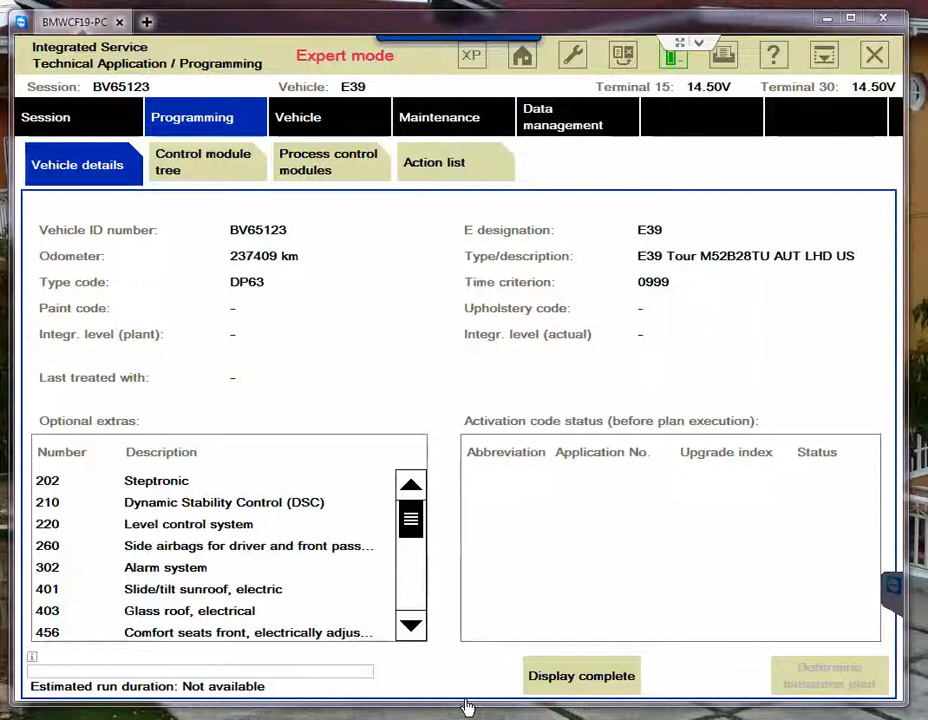 BMWCF19-PC
Integrated Service
Technical Application / Programming
Expert mode
XP
?
Session: BV65123
Vehicle: E39
Terminal 15: 14.50V
Terminal 30: 14.50V
Session
Programming
Vehicle
Maintenance
Data
management
Vehicle details
Control module
tree
Process control
modules
Action list
Vehicle ID number: BV65123
E designation: E39
Odometer: 237409 km
Type/description: E39 Tour M52B28TU AUT LHD US
Type code: DP63
Time criterion: 0999
Paint code: -
Upholstery code: -
Integr. level (plant): -
Integr. level (actual) -
Last treated with: -
Optional extras:
Activation code status (before plan execution):
Number Description
Abbreviation Application No. Upgrade index Status
202 Steptronic
210 Dynamic Stability Control (DSC)
220 Level control system
260 Side airbags for driver and front pass...
302 Alarm system
401 Slide/tilt sunroof, electric
403 Glass roof, electrical
456 Comfort seats front, electrically adjus...
i
Estimated run duration: Not available
Display complete
Determine
measures plan